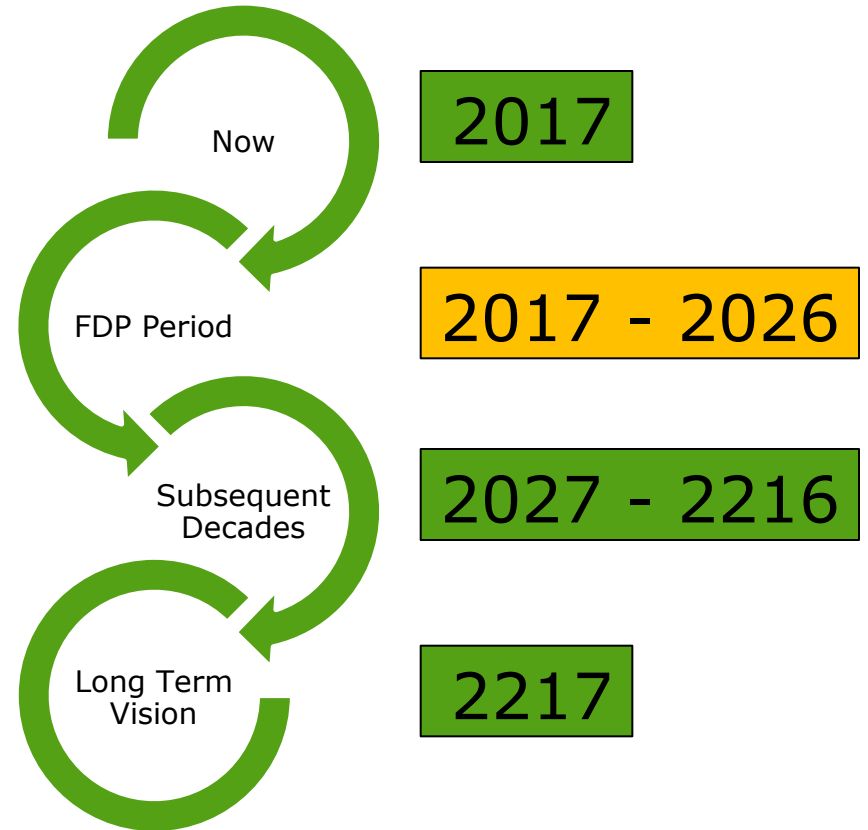 Now
2017
FDP Period
2017 - 2026
Subsequent
Decades
2027 - 2216
Long Term
Vision
2217